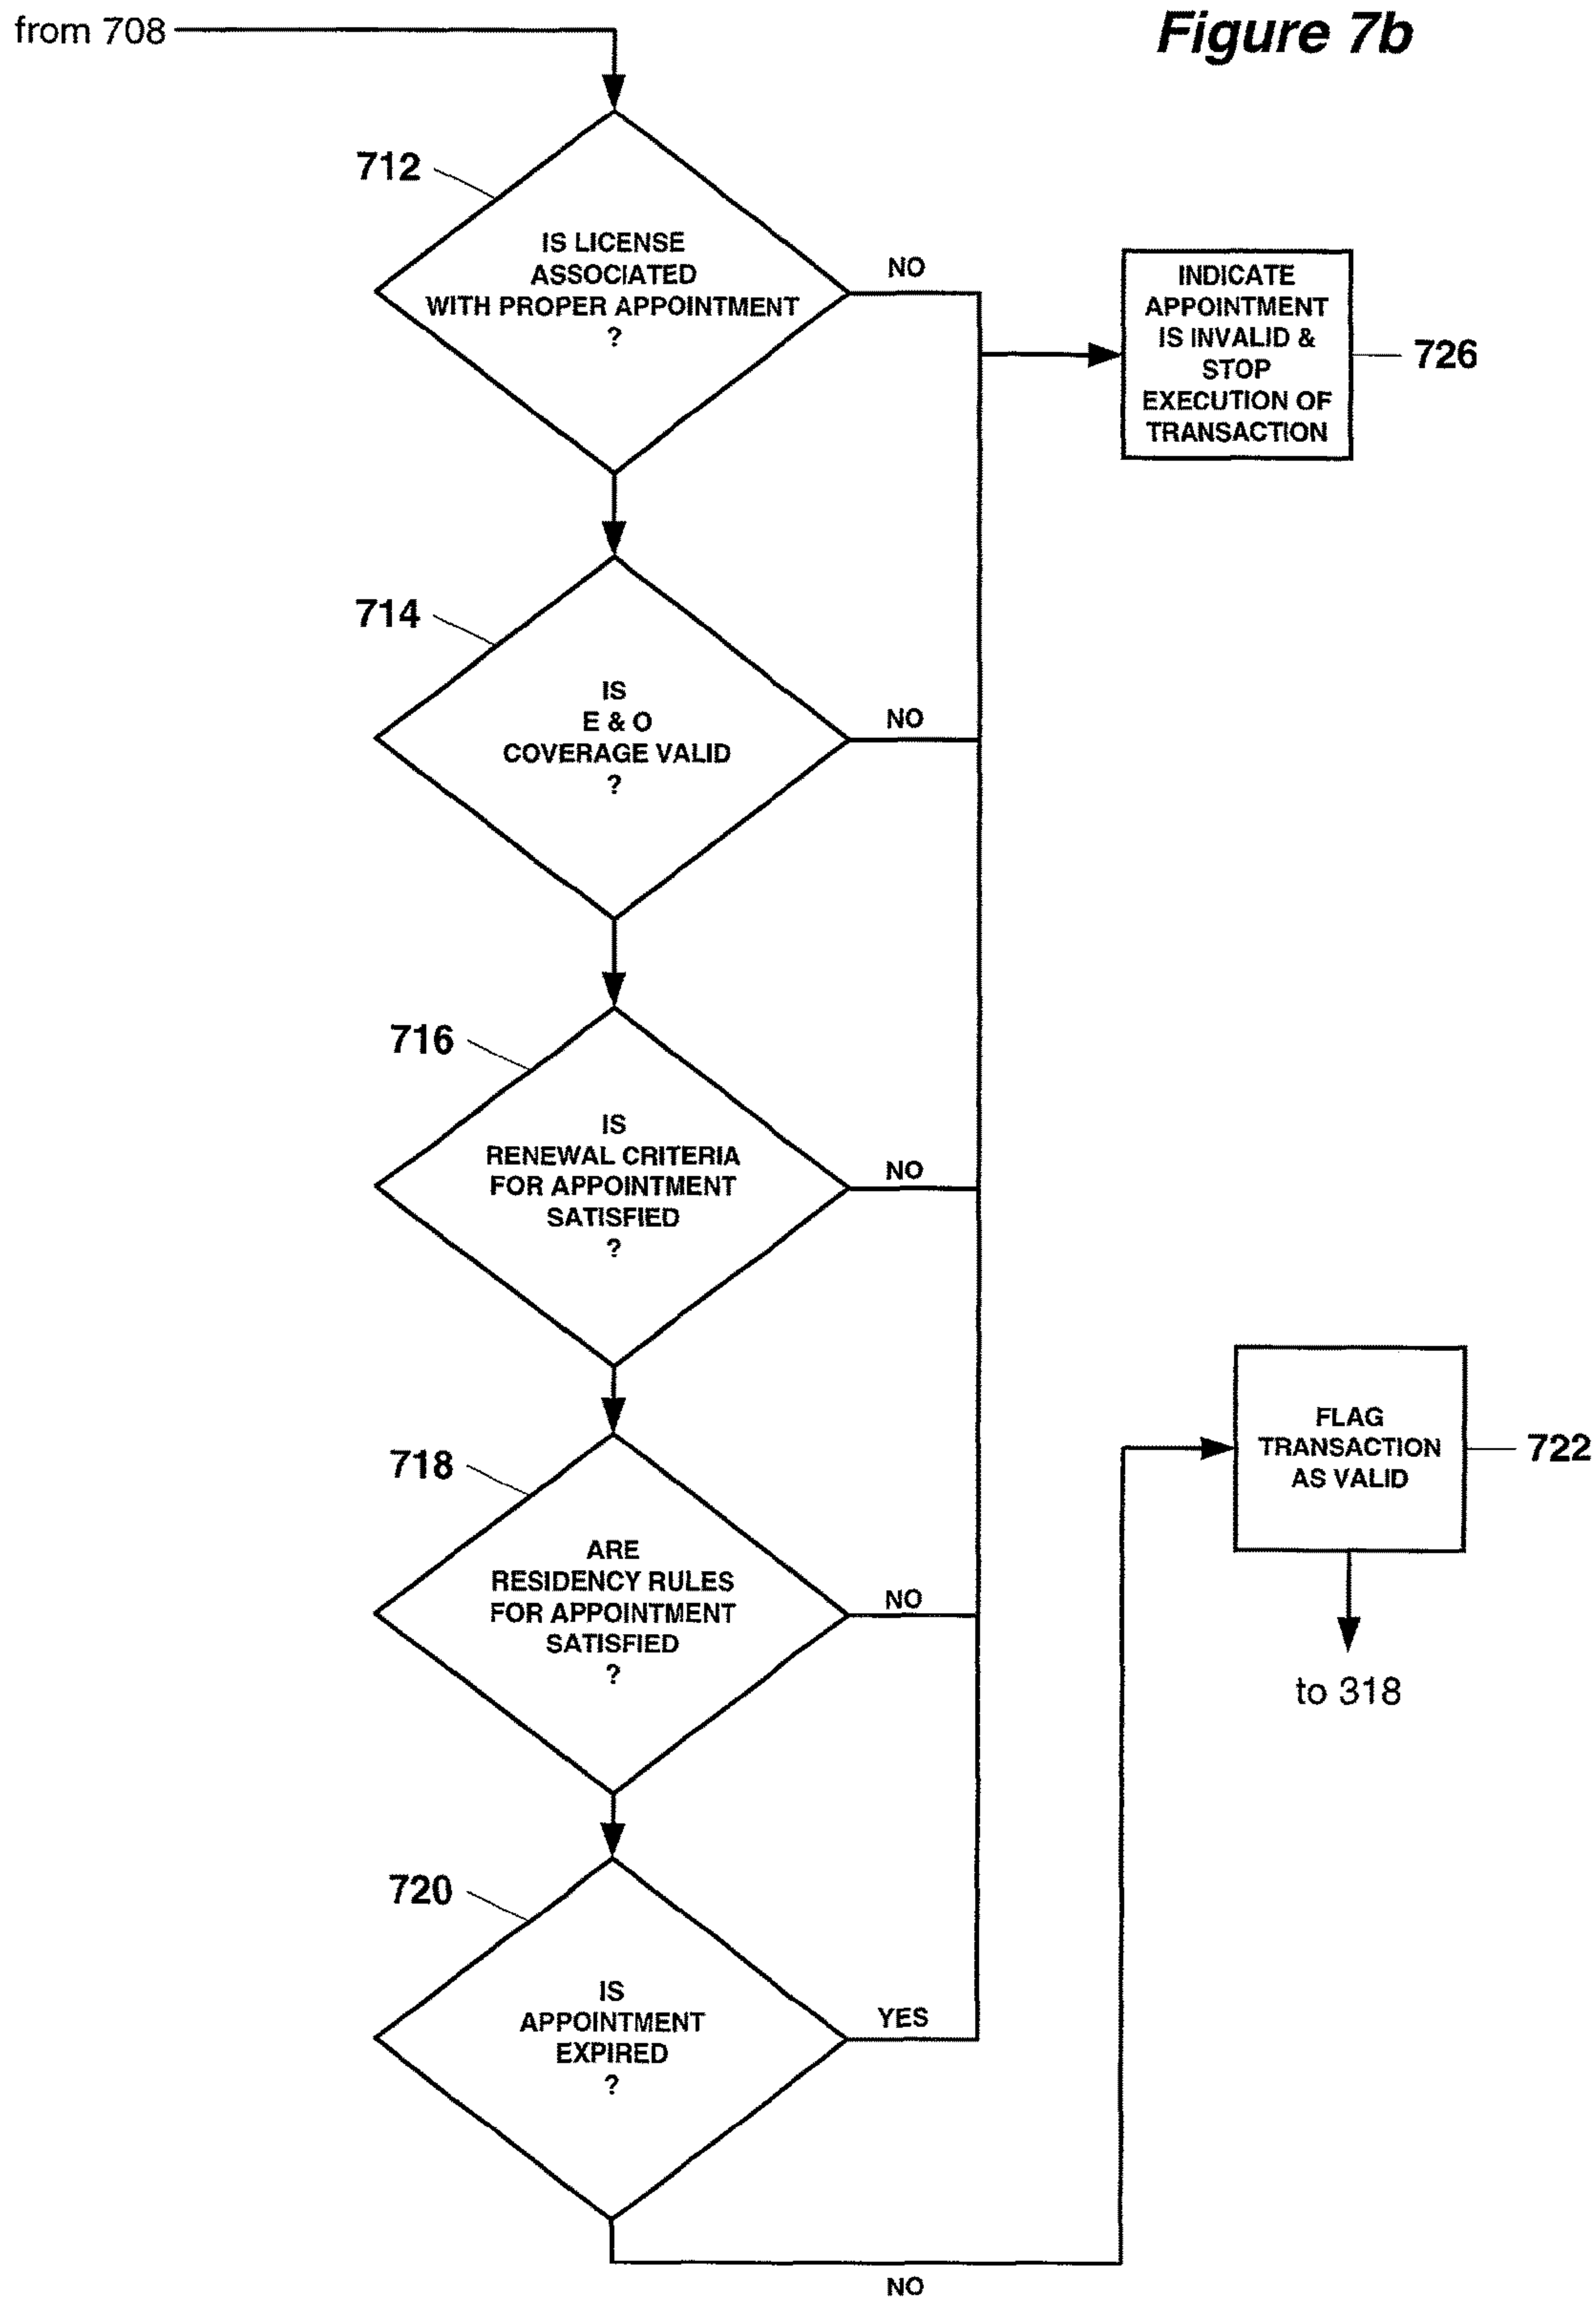 from 708
Figure 7b
712
IS LICENSE
ASSOCIATED
WITH PROPER APPOINTMENT
?
NO
INDICATE
APPOINTMENT
IS INVALID &
STOP
EXECUTION OF
TRANSACTION
726
714
IS
E & O
COVERAGE VALID
?
NO
716
IS
RENEWAL CRITERIA
FOR APPOINTMENT
SATISFIED
?
NO
718
ARE
RESIDENCY RULES
FOR APPOINTMENT
SATISFIED
?
NO
FLAG
TRANSACTION
AS VALID
722
to 318
720
IS
APPOINTMENT
EXPIRED
?
YES
NO